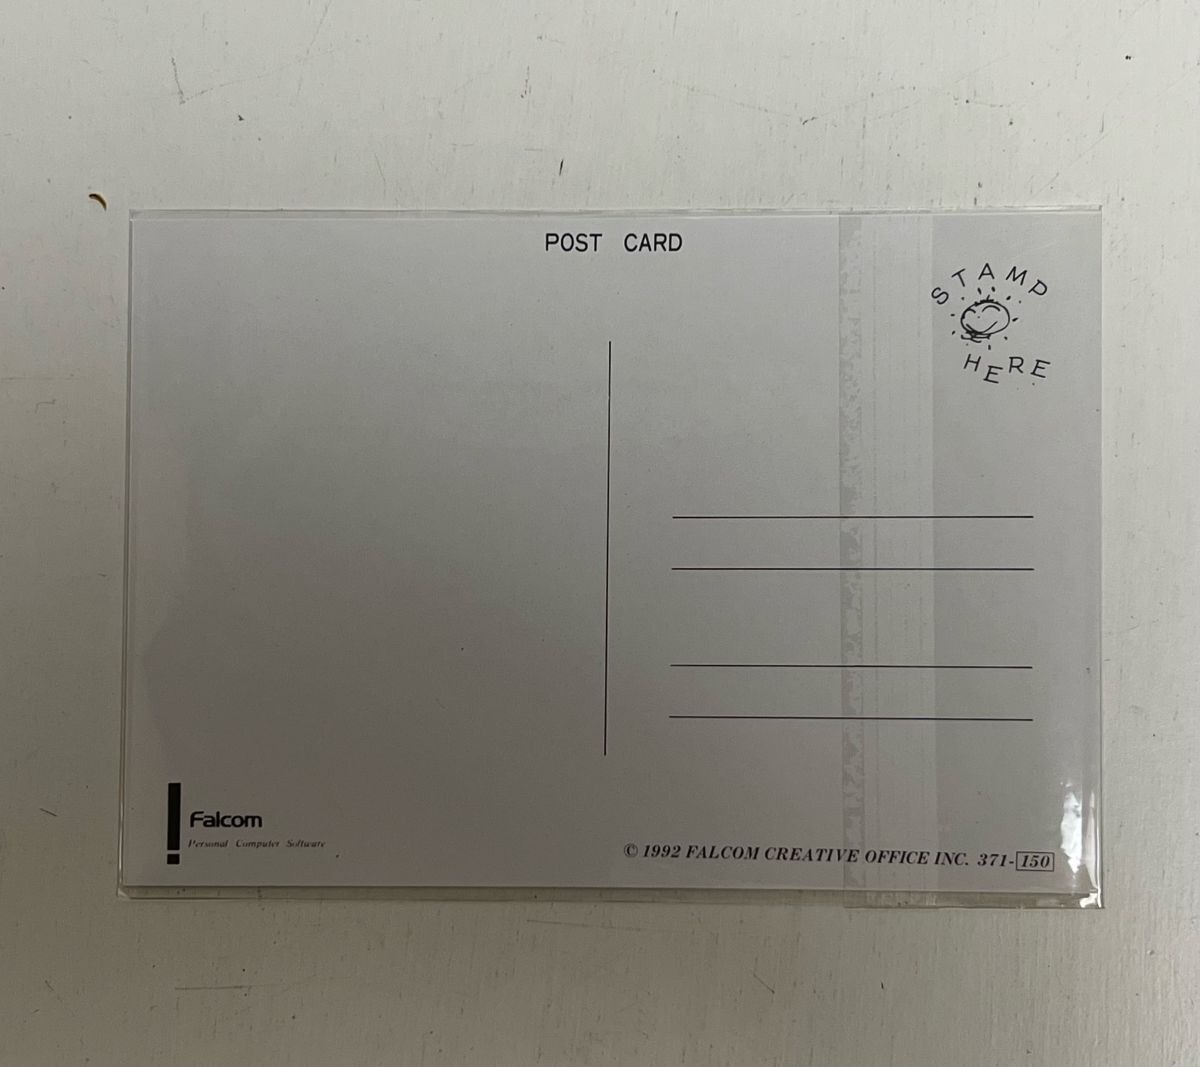 POST CARD
STAMP
HERE
Falcom
Personal Computer Software
© 1992 FALCOM CREATIVE OFFICE INC. 371-150